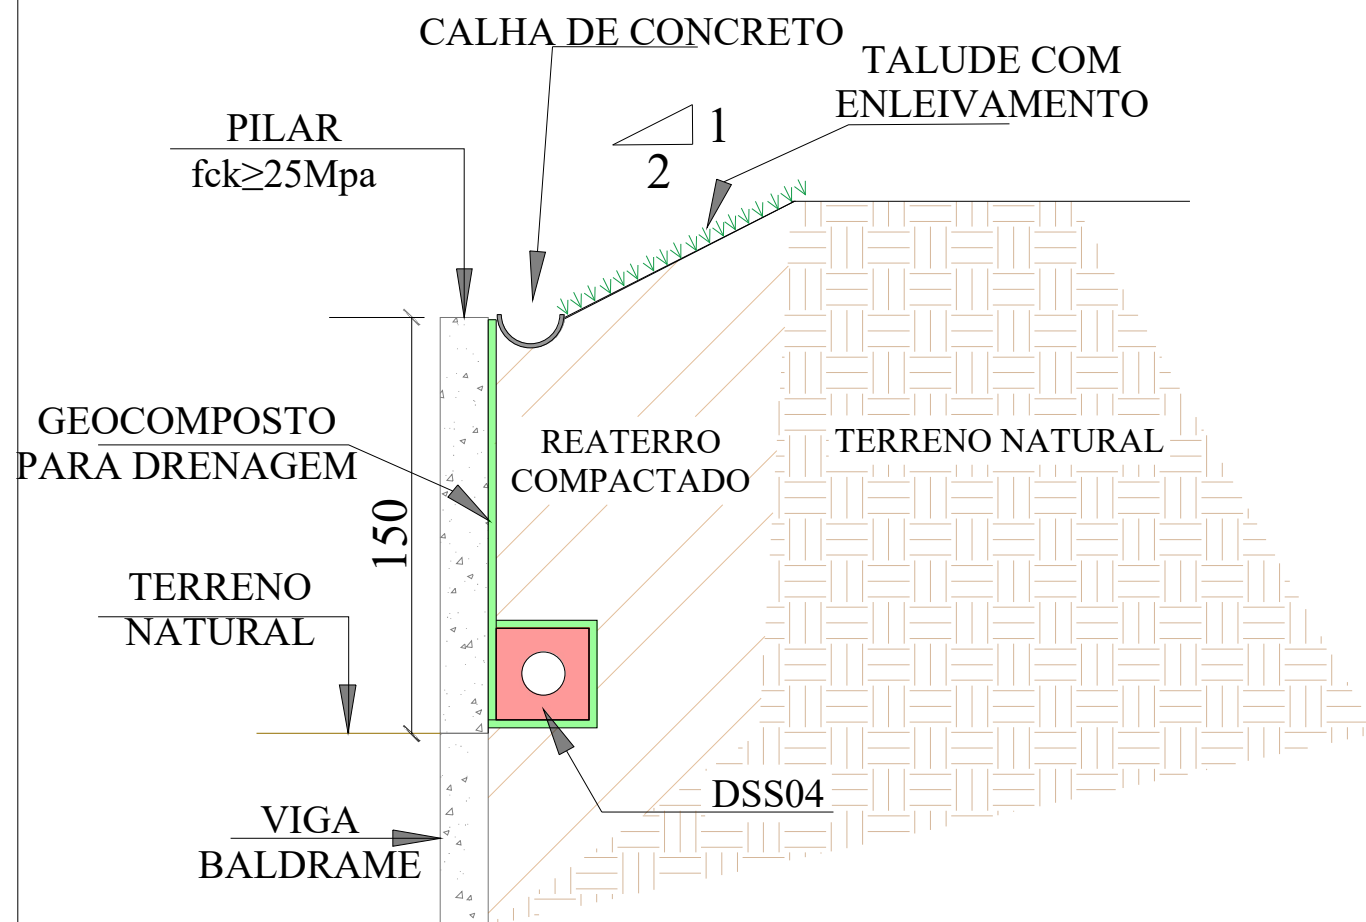 CALHA DE CONCRETO
TALUDE COM
ENLEIVAMENTO
PILAR
fck≥25Mpa
1
2
GEOCOMPOSTO
PARA DRENAGEM
REATERRO
COMPACTADO
TERRENO NATURAL
150
TERRENO
NATURAL
DSS04
VIGA
BALDRAME